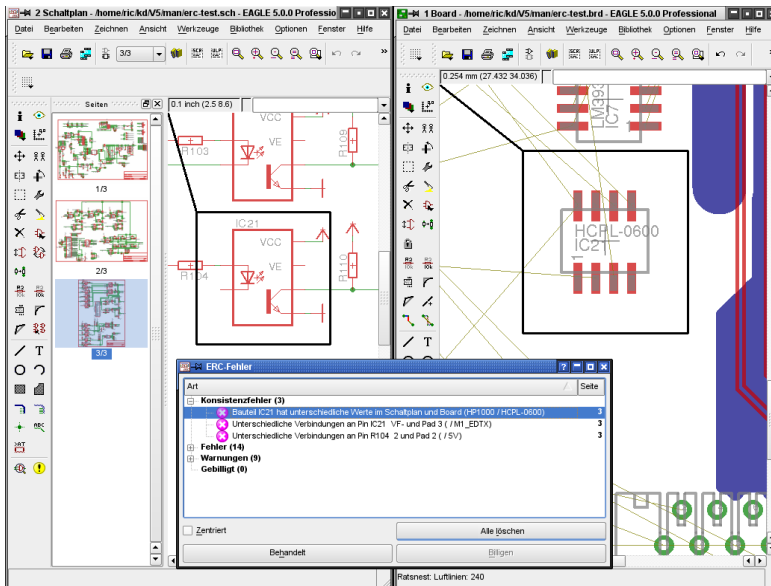 2 Schaltplan - /home/ric/kd/V5/man/erc-test.sch - EAGLE 5.0.0 Professio
Datei Bearbeiten Zeichnen Ansicht Werkzeuge Bibliothek Optionen Fenster Hilfe
3/3
Seiten
0.1 inch (2.5 8.6)
1/3
2/3
3/3
VCC
VE
R103
R109
IC21
VCC
VE
R104
R110
1 Board - /home/ric/kd/V5/man/erc-test.brd - EAGLE 5.0.0 Professional
Datei Bearbeiten Zeichnen Ansicht Werkzeuge Bibliothek Optionen Fenster Hilfe
0.254 mm (27.432 34.036)
LM393
IC7
HCPL-0600
IC21
1
ERC-Fehler
Art Seite
Konsistenzfehler (3)
Bauteil IC21 hat unterschiedliche Werte im Schaltplan und Board (HP1000 / HCPL-0600) 3
Unterschiedliche Verbindungen an Pin IC21 VF- und Pad 3 ( / M1_EDTX) 3
Unterschiedliche Verbindungen an Pin R104 2 und Pad 2 ( / 5V) 3
Fehler (14)
Warnungen (9)
Gebilligt (0)
Zentriert
Alle löschen
Behandelt
Billigen
Ratsnest: Luftlinien: 240